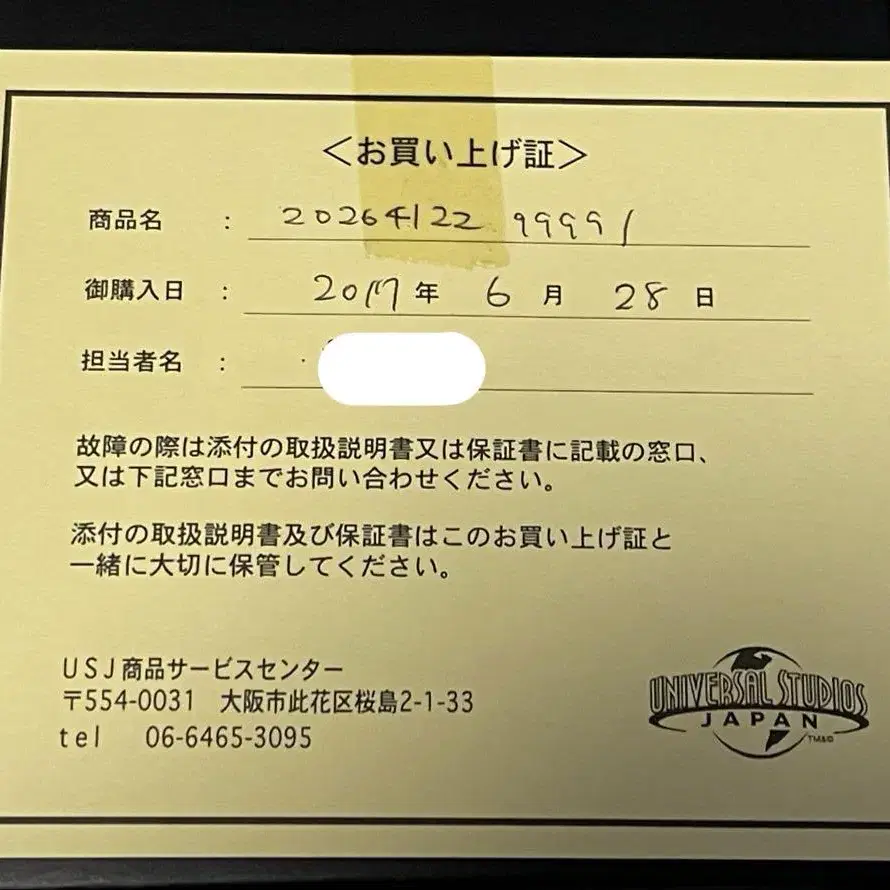 ＜お買い上げ証＞
商品名 : 20264122 99991
御購入日 : 2017年 6月 28日
担当者名 :
故障の際は添付の取扱説明書又は保証書に記載の窓口、
又は下記窓口までお問い合わせください。
添付の取扱説明書及び保証書はこのお買い上げ証と
一緒に大切に保管してください。
USJ商品サービスセンター
〒554-0031 大阪市此花区桜島2-1-33
tel 06-6465-3095
UNIVERSAL STUDIOS
JAPAN
TM&©